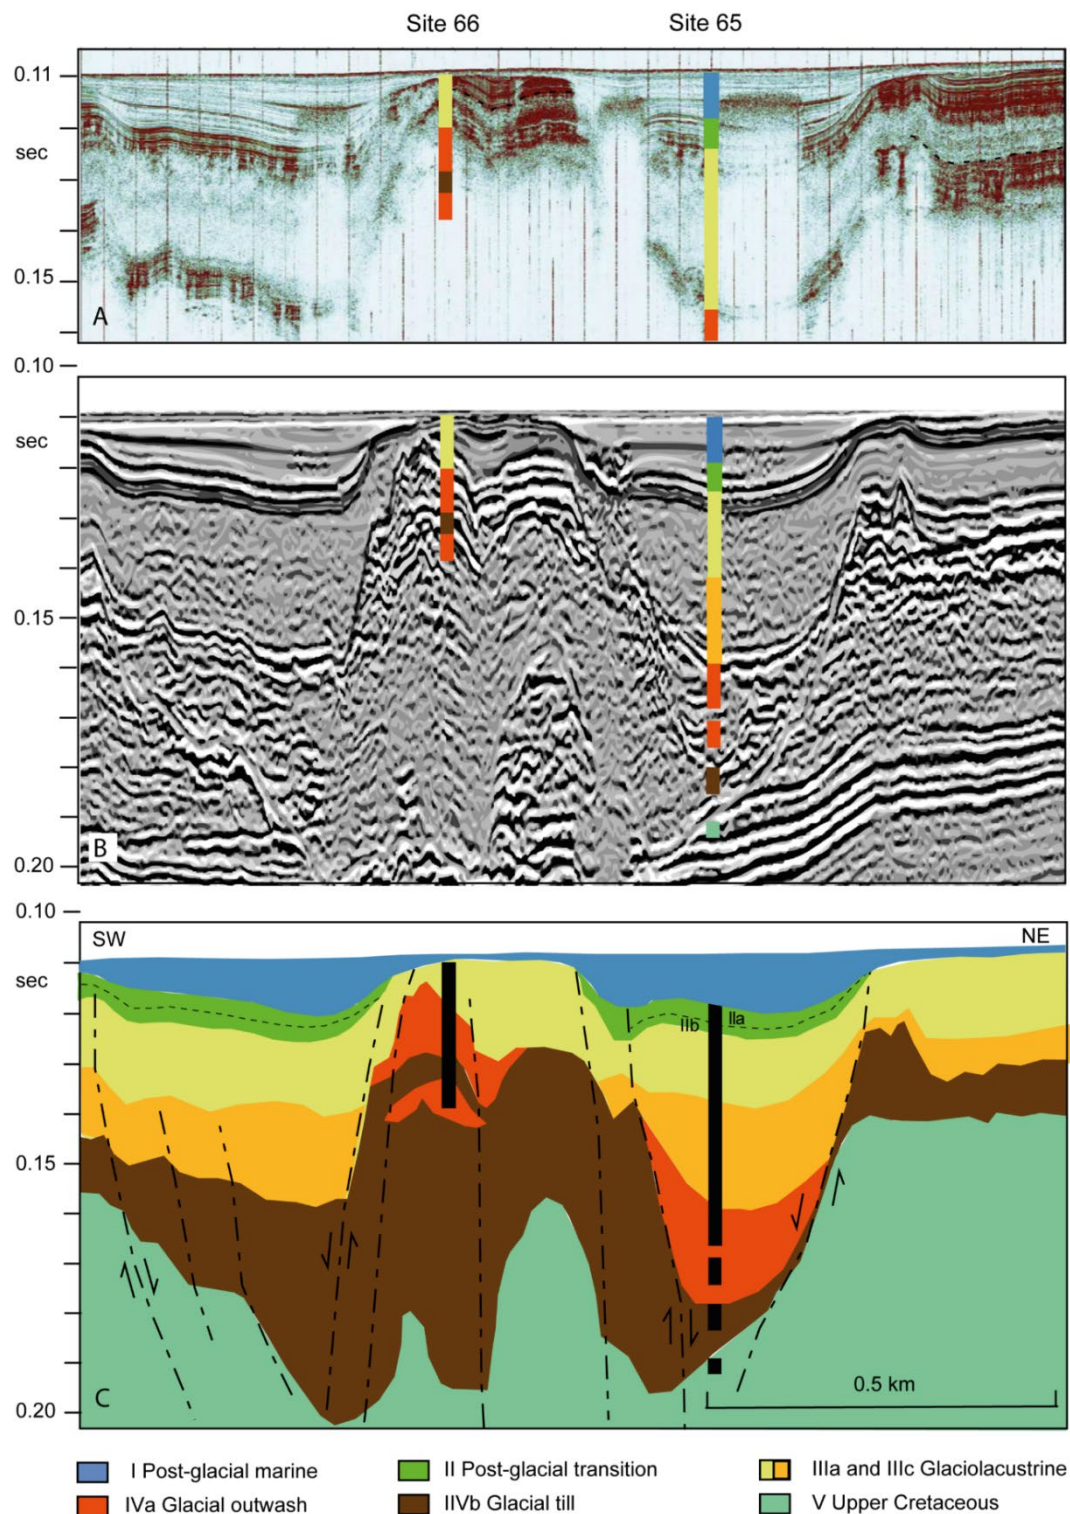 Site 66 Site 65
0.11
sec
0.15
A
0.10
sec
0.15
B
0.20
0.10
SW NE
sec
IIb IIa
0.15
0.5 km
C
0.20
I Post-glacial marine II Post-glacial transition IIIa and IIIc Glaciolacustrine
IVa Glacial outwash IIVb Glacial till V Upper Cretaceous